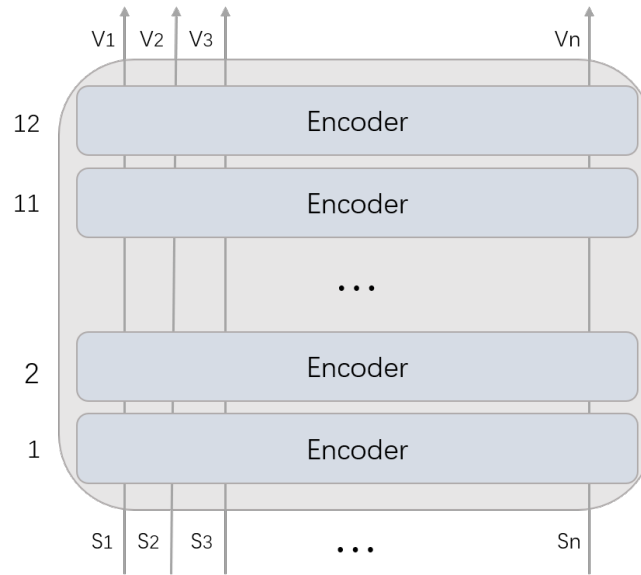 V1 V2 V3 Vn
12 Encoder
11 Encoder
...
2 Encoder
1 Encoder
S1 S2 S3 ... Sn